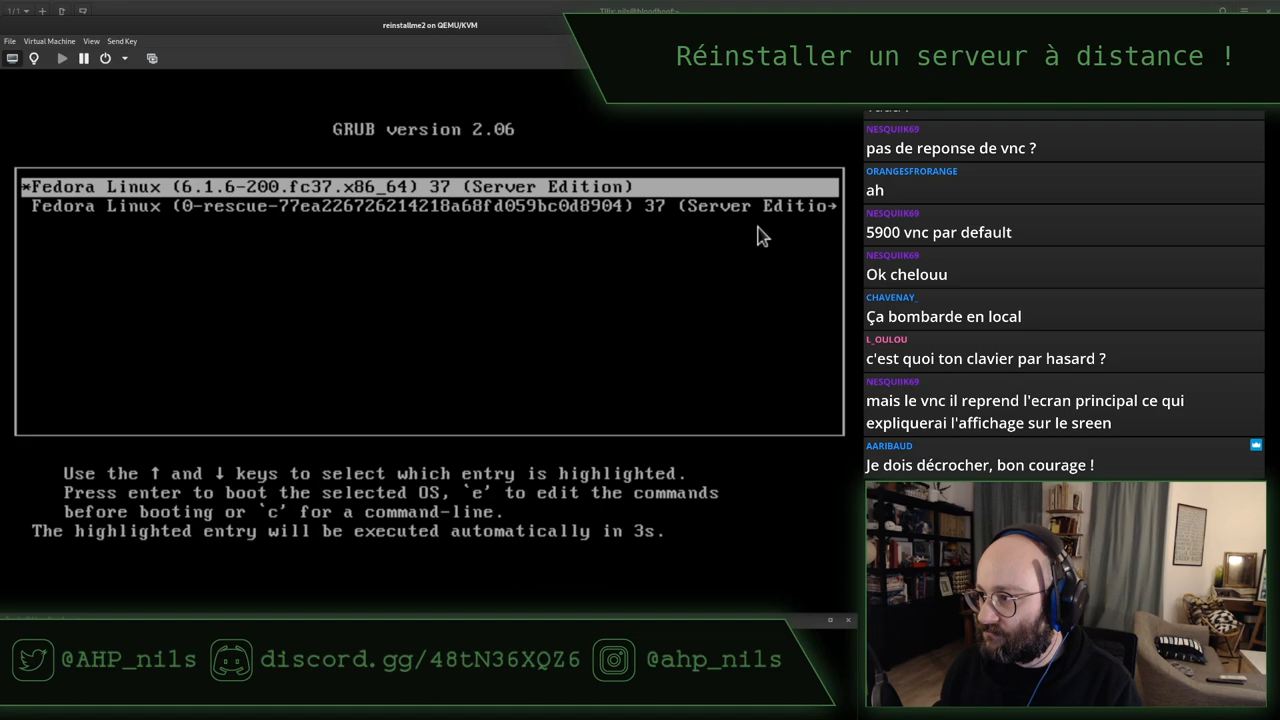 1/1
reinstallme2 on QEMU/KVM
File Virtual Machine View Send Key
Réinstaller un serveur à distance !
GRUB version 2.06
*Fedora Linux (6.1.6-200.fc37.x86_64) 37 (Server Edition)
Fedora Linux (0-rescue-77ea226726214218a68fd059bc0d8904) 37 (Server Editio→
Use the ↑ and ↓ keys to select which entry is highlighted.
Press enter to boot the selected OS, `e' to edit the commands
before booting or `c' for a command-line.
The highlighted entry will be executed automatically in 3s.
NESQUIIK69
pas de reponse de vnc ?
ORANGESFRORANGE
ah
NESQUIIK69
5900 vnc par default
NESQUIIK69
Ok chelouu
CHAVENAY_
Ça bombarde en local
L_OULOU
c'est quoi ton clavier par hasard ?
NESQUIIK69
mais le vnc il reprend l'ecran principal ce qui
expliquerai l'affichage sur le sreen
AARIBAUD
Je dois décrocher, bon courage !
@AHP_nils discord.gg/48tN36XQZ6 @ahp_nils